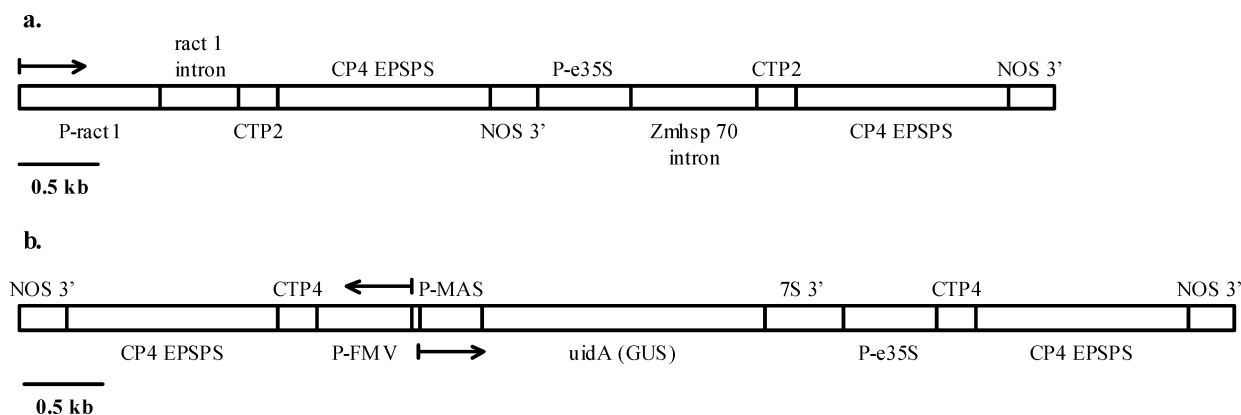 a.
ract 1
intron
CP4 EPSPS
P-e35S
CTP2
NOS 3’
P-ract1
CTP2
NOS 3’
Zmhsp 70
intron
CP4 EPSPS
0.5 kb
b.
NOS 3’
CTP4
P-MAS
7S 3’
CTP4
NOS 3’
CP4 EPSPS
P-FMV
uidA (GUS)
P-e35S
CP4 EPSPS
0.5 kb